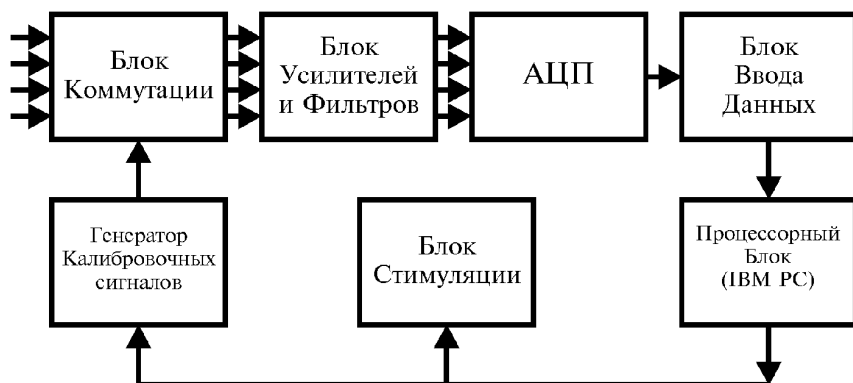 Блок
Коммутации
Блок
Усилителей
и Фильтров
АЦП
Блок
Ввода
Данных
Генератор
Калибровочных
сигналов
Блок
Стимуляции
Процессорный
Блок
(IBM PC)